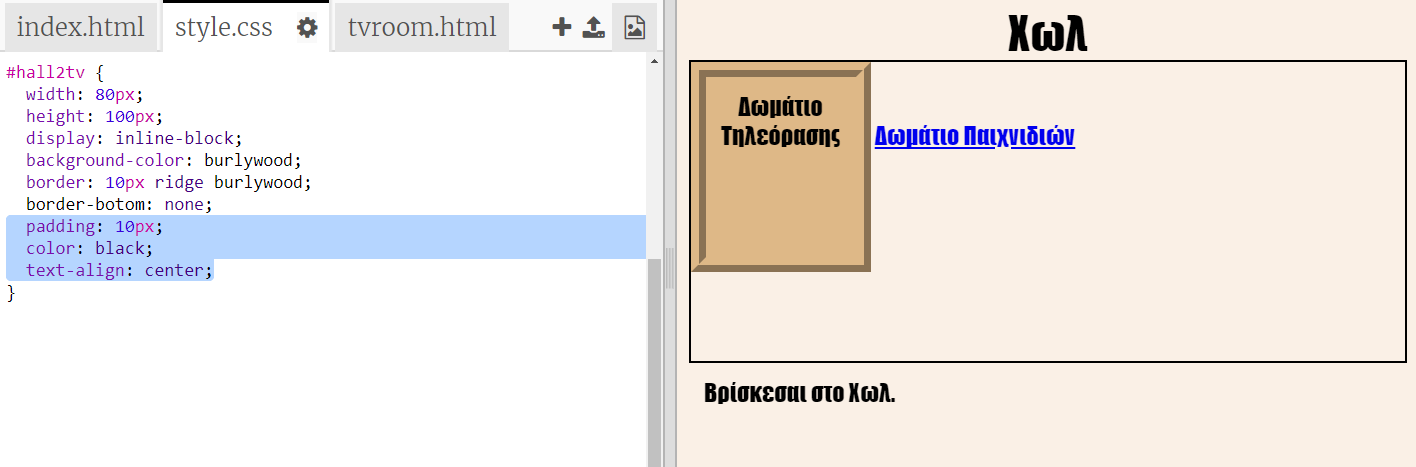 index.html
style.css
tvroom.html
#hall2tv {
width: 80px;
height: 100px;
display: inline-block;
background-color: burlywood;
border: 10px ridge burlywood;
border-botom: none;
padding: 10px;
color: black;
text-align: center;
}
Χωλ
Δωμάτιο
Τηλεόρασης
Δωμάτιο Παιχνιδιών
Βρίσκεσαι στο Χωλ.